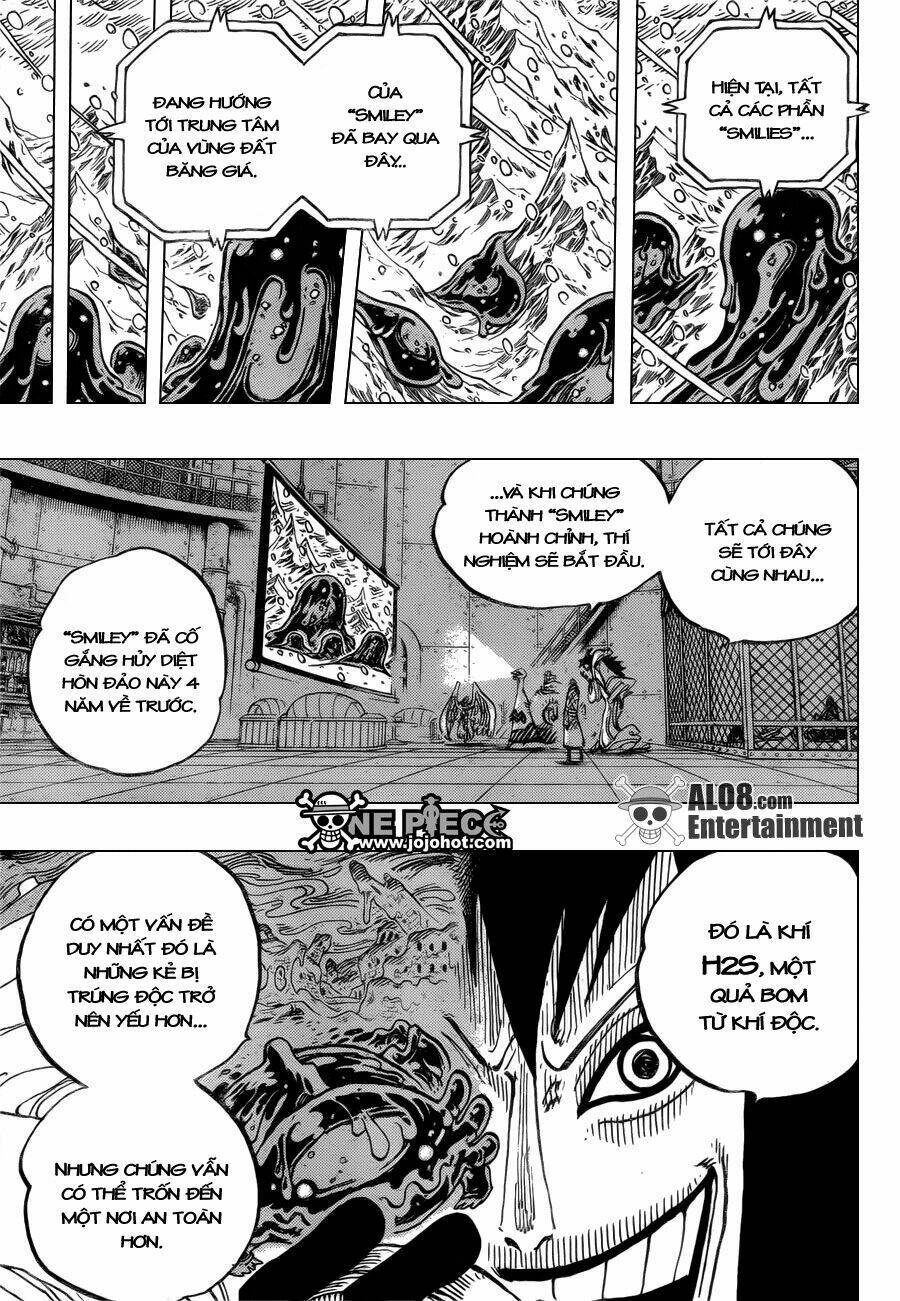 HIỆN TẠI, TẤT
CẢ CÁC PHẦN
“SMILIES”...
CỦA
“SMILEY”
ĐÃ BAY QUA
ĐÂY...
ĐANG HƯỚNG
TỚI TRUNG TÂM
CỦA VÙNG ĐẤT
BĂNG GIÁ.
TẤT CẢ CHÚNG
SẼ TỚI ĐÂY
CÙNG NHAU...
...VÀ KHI CHÚNG
THÀNH “SMILEY”
HOÀNH CHỈNH, THÍ
NGHIỆM SẼ BẮT ĐẦU.
“SMILEY” ĐÃ CỐ
GẮNG HỦY DIỆT
HÒN ĐẢO NÀY 4
NĂM VỀ TRƯỚC.
ONE PIECE
www.jojohot.com
ALO8.com
Entertainment
ĐÓ LÀ KHÍ
H2S, MỘT
QUẢ BOM
TỪ KHÍ ĐỘC.
CÓ MỘT VẤN ĐỀ
DUY NHẤT ĐÓ LÀ
NHỮNG KẺ BỊ
TRÚNG ĐỘC TRỞ
NÊN YẾU HƠN...
NHƯNG CHÚNG VẪN
CÓ THỂ TRỐN ĐẾN
MỘT NƠI AN TOÀN
HƠN.